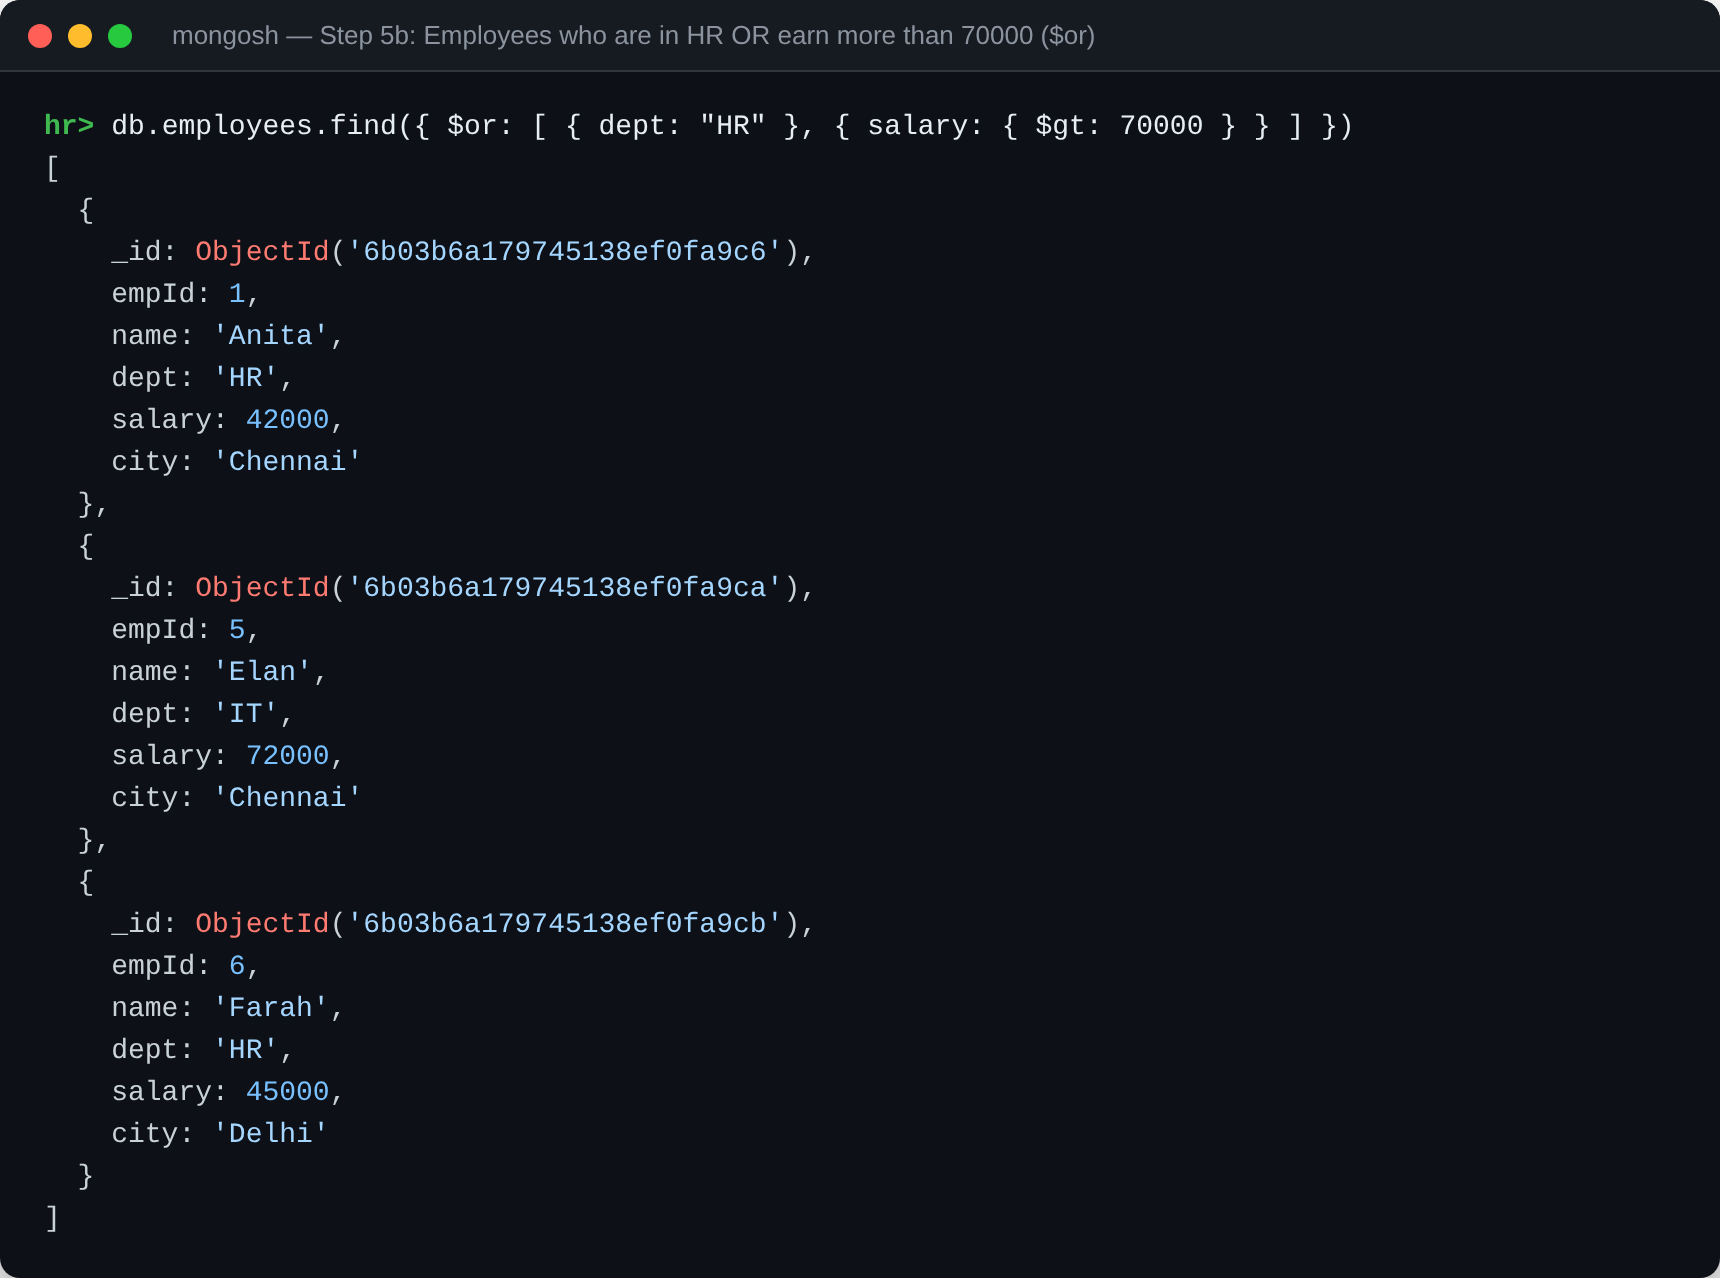 mongosh — Step 5b: Employees who are in HR OR earn more than 70000 ($or)
hr> db.employees.find({ $or: [ { dept: "HR" }, { salary: { $gt: 70000 } } ] })
[
  {
    _id: ObjectId('6b03b6a179745138ef0fa9c6'),
    empId: 1,
    name: 'Anita',
    dept: 'HR',
    salary: 42000,
    city: 'Chennai'
  },
  {
    _id: ObjectId('6b03b6a179745138ef0fa9ca'),
    empId: 5,
    name: 'Elan',
    dept: 'IT',
    salary: 72000,
    city: 'Chennai'
  },
  {
    _id: ObjectId('6b03b6a179745138ef0fa9cb'),
    empId: 6,
    name: 'Farah',
    dept: 'HR',
    salary: 45000,
    city: 'Delhi'
  }
]